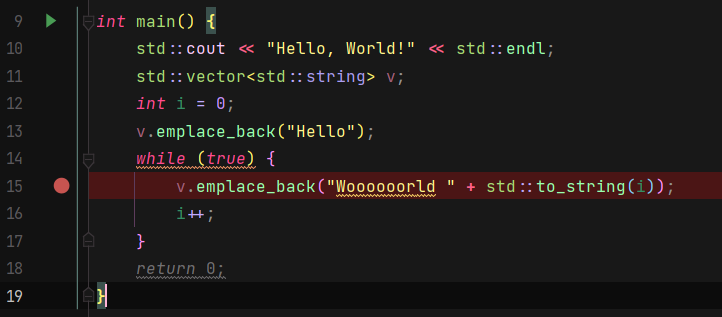 9 int main() {
10 std::cout << "Hello, World!" << std::endl;
11 std::vector<std::string> v;
12 int i = 0;
13 v.emplace_back("Hello");
14 while (true) {
15 v.emplace_back("Woooooorld " + std::to_string(i));
16 i++;
17 }
18 return 0;
19 }